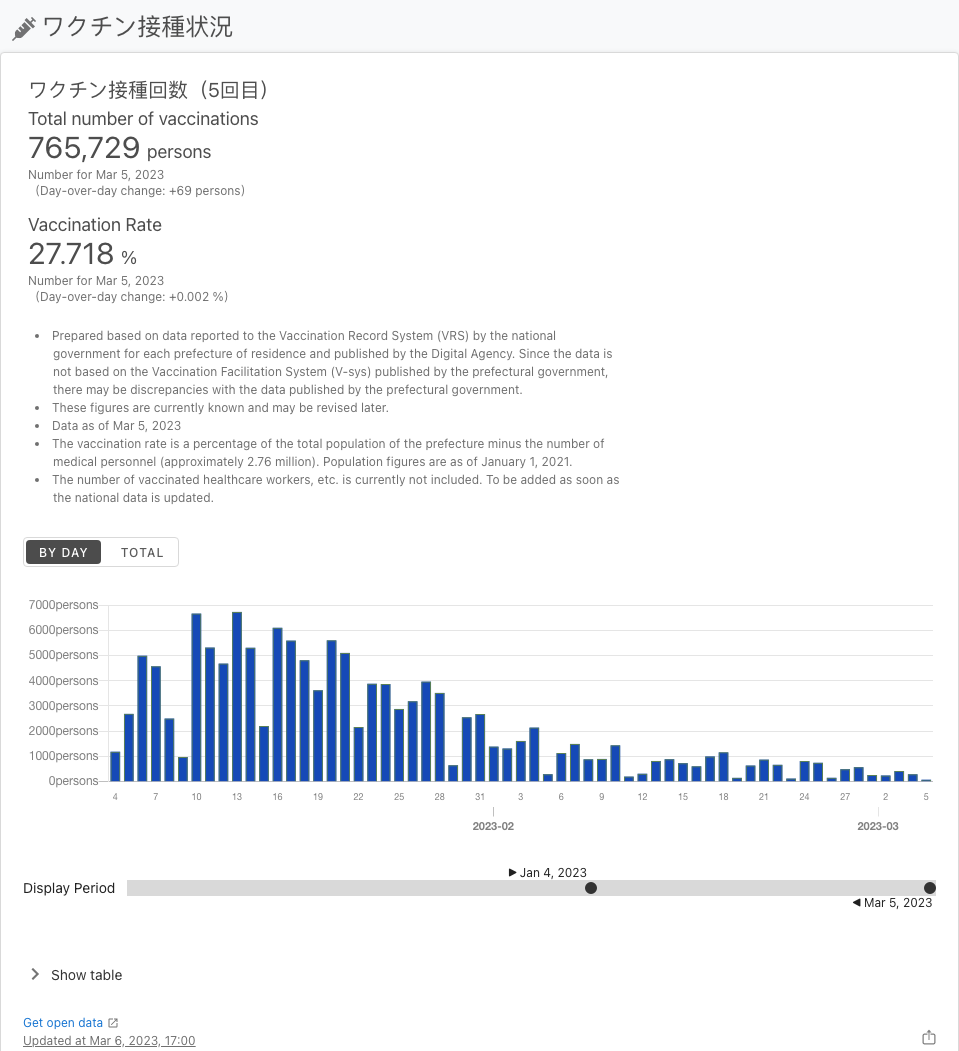 ワクチン接種状況
ワクチン接種回数（5回目）
Total number of vaccinations
765,729 persons
Number for Mar 5, 2023
(Day-over-day change: +69 persons)
Vaccination Rate
27.718 %
Number for Mar 5, 2023
(Day-over-day change: +0.002 %)
• Prepared based on data reported to the Vaccination Record System (VRS) by the national
government for each prefecture of residence and published by the Digital Agency. Since the data is
not based on the Vaccination Facilitation System (V-sys) published by the prefectural government,
there may be discrepancies with the data published by the prefectural government.
• These figures are currently known and may be revised later.
• Data as of Mar 5, 2023
• The vaccination rate is a percentage of the total population of the prefecture minus the number of
medical personnel (approximately 2.76 million). Population figures are as of January 1, 2021.
• The number of vaccinated healthcare workers, etc. is currently not included. To be added as soon as
the national data is updated.
BY DAY TOTAL
7000persons
6000persons
5000persons
4000persons
3000persons
2000persons
1000persons
0persons
4 7 10 13 16 19 22 25 28 31 3 6 9 12 15 18 21 24 27 2 5
2023-02 2023-03
Jan 4, 2023
Display Period
Mar 5, 2023
Show table
Get open data
Updated at Mar 6, 2023, 17:00